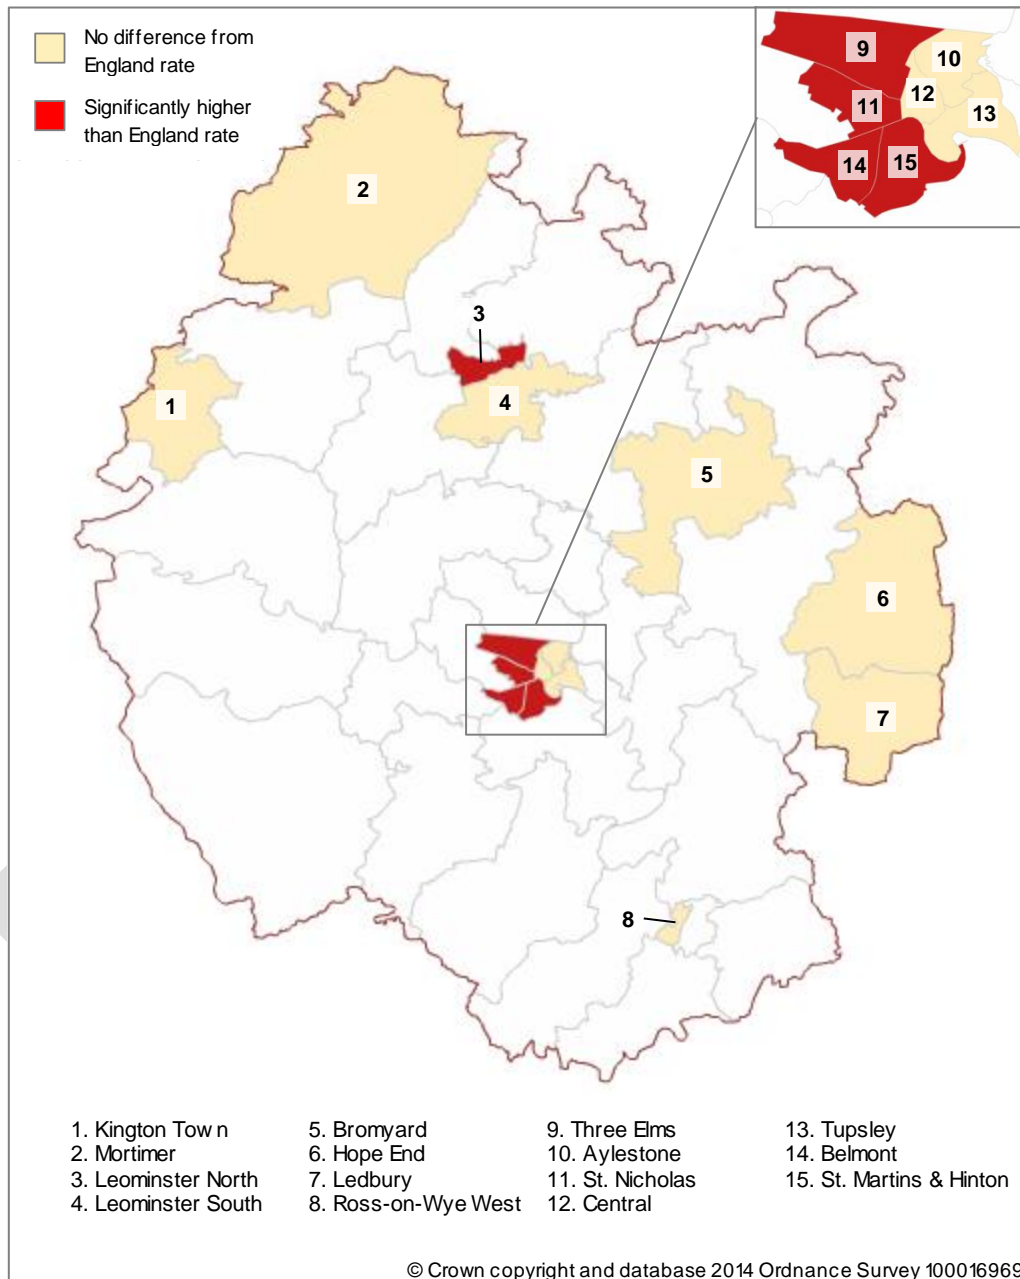 No difference from
England rate
Significantly higher
than England rate
9
10
12
11
13
14
15
2
3
1
4
5
6
7
8
1. Kington Town
2. Mortimer
3. Leominster North
4. Leominster South
5. Bromyard
6. Hope End
7. Ledbury
8. Ross-on-Wye West
9. Three Elms
10. Aylestone
11. St. Nicholas
12. Central
13. Tupsley
14. Belmont
15. St. Martins & Hinton
© Crown copyright and database 2014 Ordnance Survey 100016969